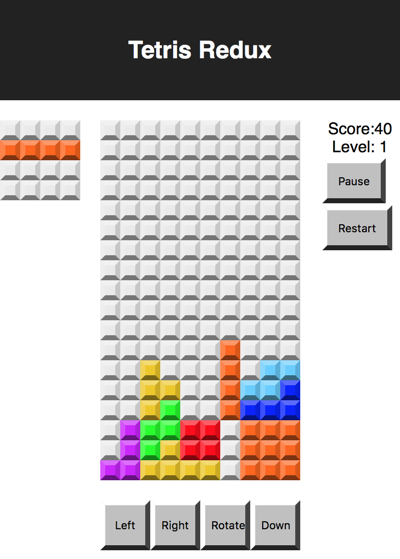 Tetris Redux
Score:40
Level: 1
Pause
Restart
Left
Right
Rotate
Down